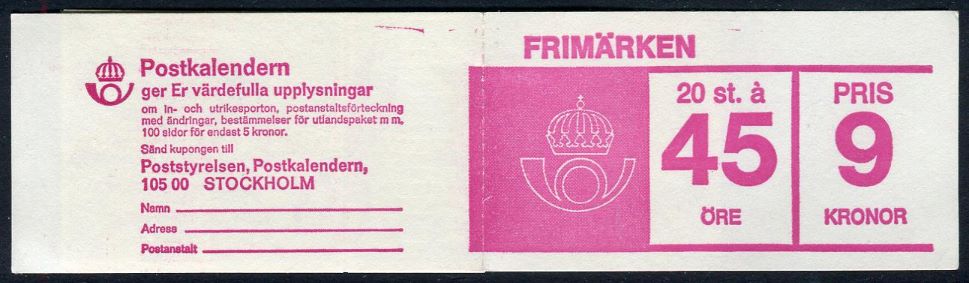 Postkalendern
ger Er värdefulla upplysningar
om in- och utrikesporton, postanstaltsförteckning
med ändringar, bestämmelser för utlandspaket m m,
100 sidor för endast 5 kronor.
Sänd kupongen till
Poststyrelsen, Postkalendern,
105 00 STOCKHOLM
Namn
Adress
Postanstalt
FRIMÄRKEN
20 st. à
45
ÖRE
PRIS
9
KRONOR